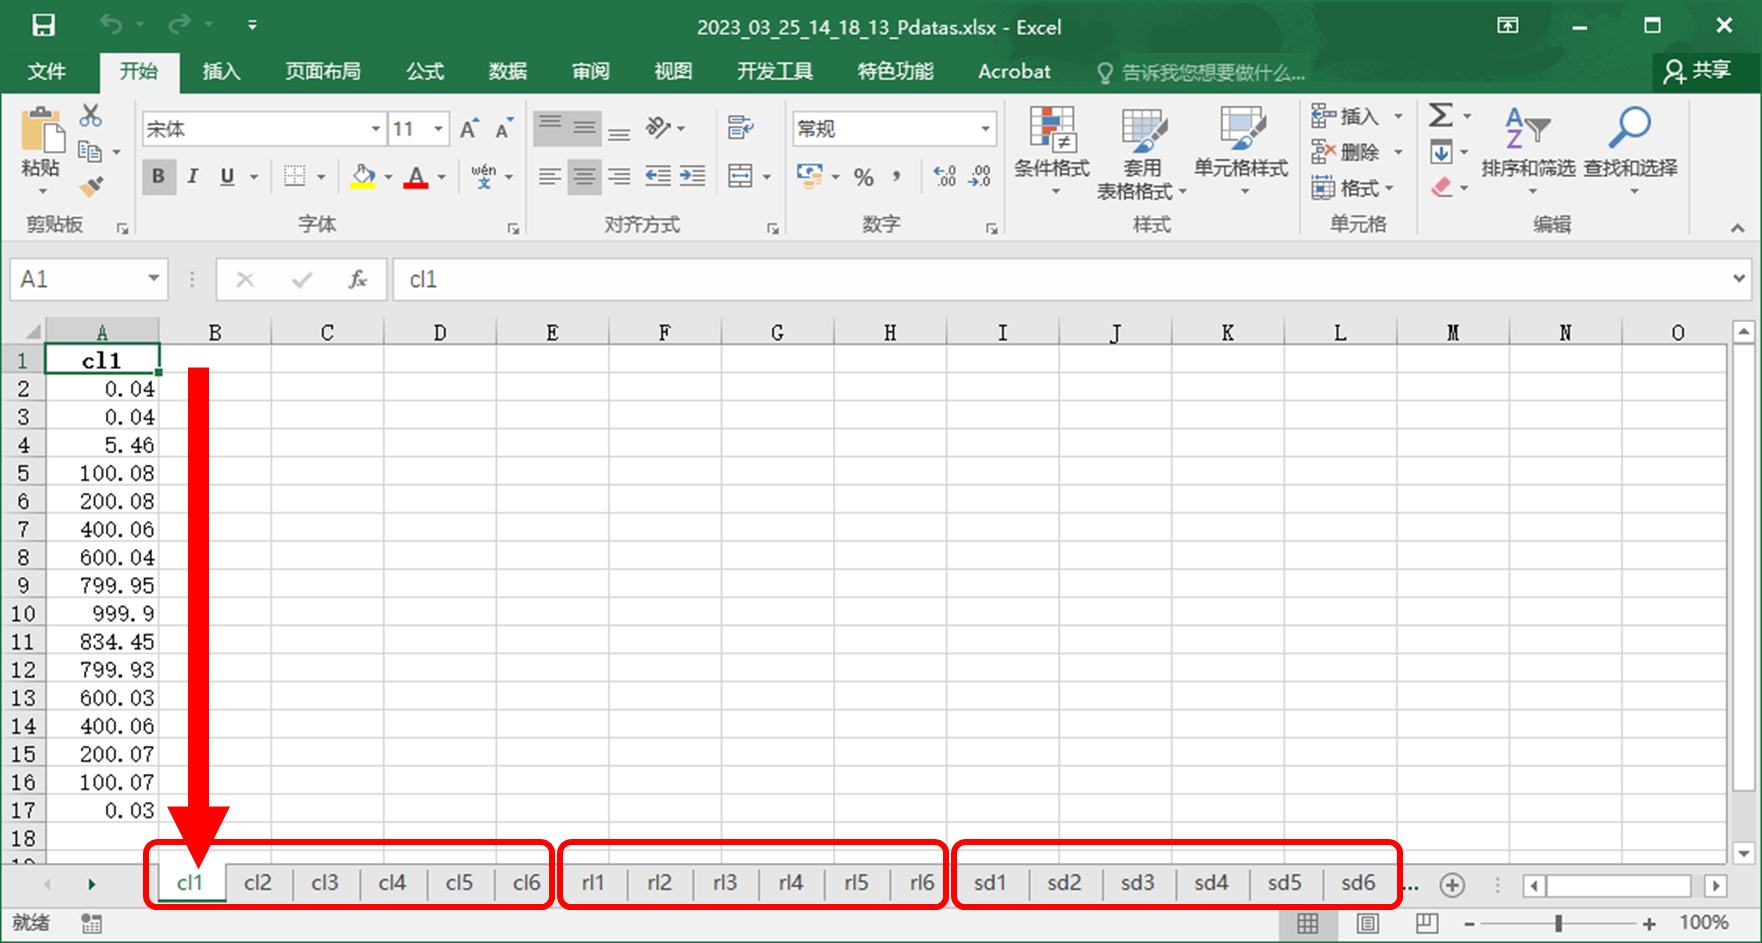 2023_03_25_14_18_13_Pdatas.xlsx - Excel
文件 开始 插入 页面布局 公式 数据 审阅 视图 开发工具 特色功能 Acrobat 告诉我您想要做什么... 共享
宋体 11 A A 常规 插入
粘贴 B I U A wén 文 % , 条件格式 套用 表格格式 单元格样式 删除 格式 Σ A Z 排序和筛选 查找和选择
剪贴板 字体 对齐方式 数字 样式 单元格 编辑
A1 fx cl1
A B C D E F G H I J K L M N O
1 cl1
2 0.04
3 0.04
4 5.46
5 100.08
6 200.08
7 400.06
8 600.04
9 799.95
10 999.9
11 834.45
12 799.93
13 600.03
14 400.06
15 200.07
16 100.07
17 0.03
18
cl1 cl2 cl3 cl4 cl5 cl6 rl1 rl2 rl3 rl4 rl5 rl6 sd1 sd2 sd3 sd4 sd5 sd6 ...
就绪 - + 100%